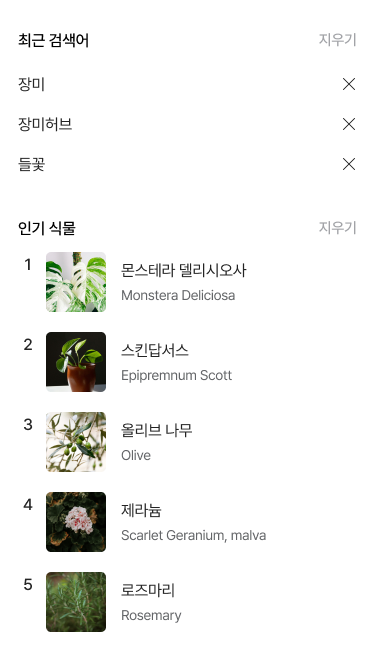 최근 검색어 지우기
장미
장미허브
들꽃
인기 식물 지우기
1 몬스테라 델리시오사
Monstera Deliciosa
2 스킨답서스
Epipremnum Scott
3 올리브 나무
Olive
4 제라늄
Scarlet Geranium, malva
5 로즈마리
Rosemary